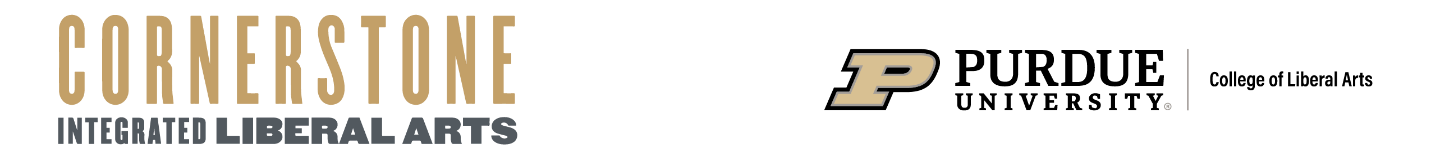 CORNERSTONE
INTEGRATED LIBERAL ARTS
P PURDUE
UNIVERSITY®
College of Liberal Arts